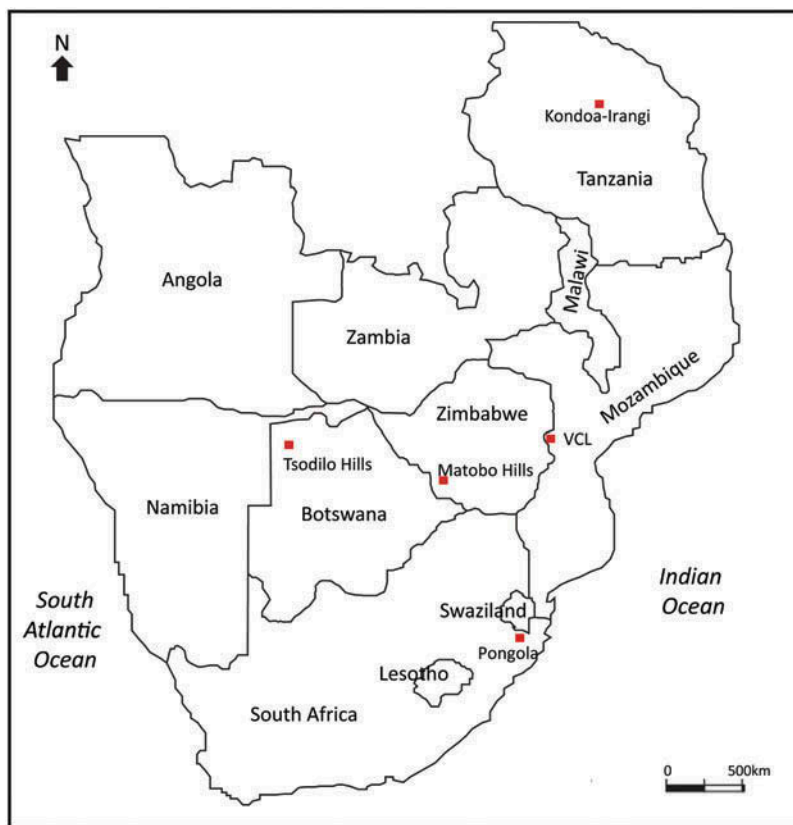 N
Kondoa-Irangi
Tanzania
Malawi
Angola
Zambia
Mozambique
Zimbabwe
VCL
Tsodilo Hills
Matobo Hills
Namibia
Botswana
Indian
Ocean
South
Atlantic
Ocean
Swaziland
Pongola
Lesotho
South Africa
0 500km